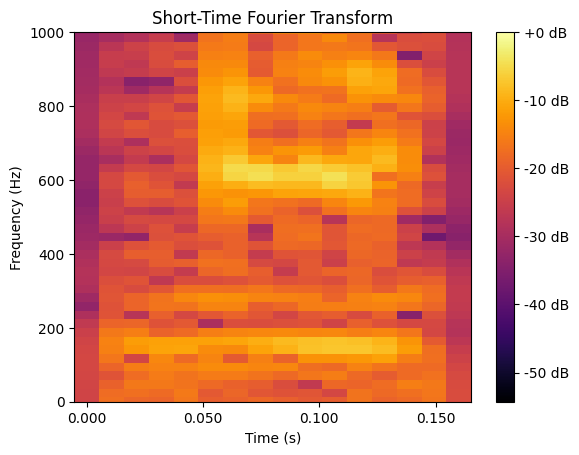 Short-Time Fourier Transform
1000
800
600
400
200
0
Frequency (Hz)
0.000
0.050
0.100
0.150
Time (s)
+0 dB
-10 dB
-20 dB
-30 dB
-40 dB
-50 dB